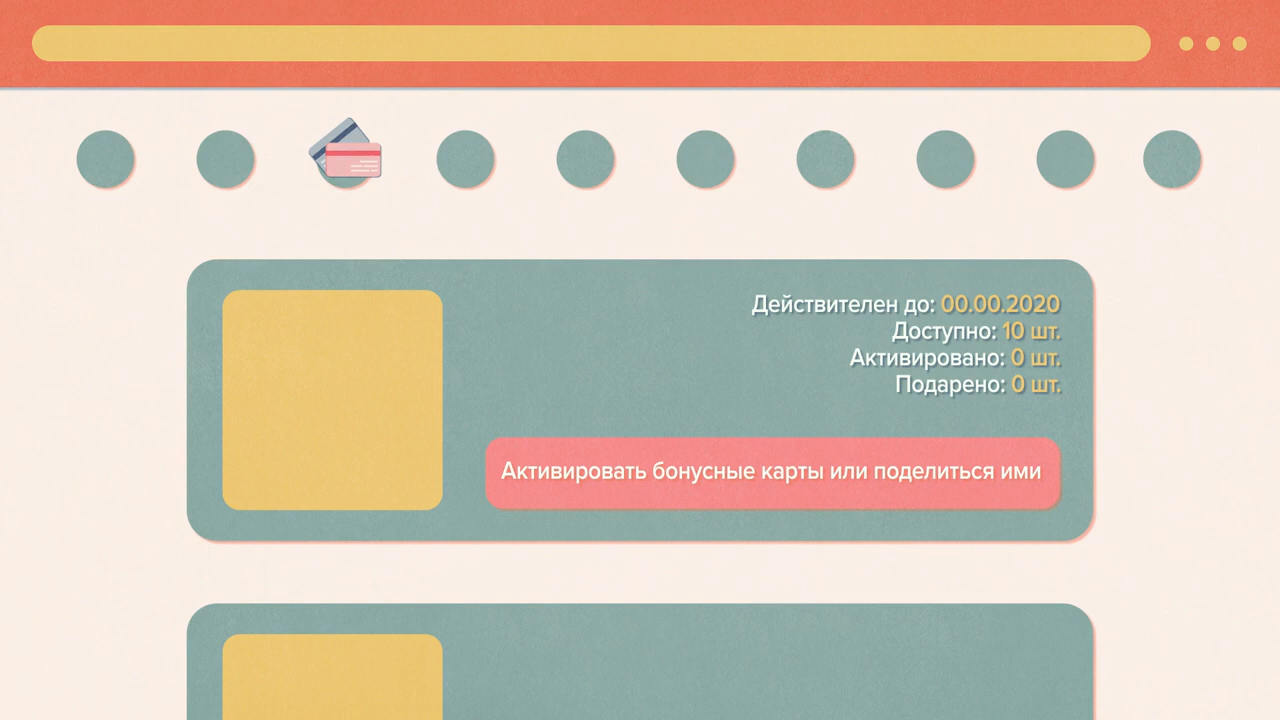 Действителен до: 00.00.2020
Доступно: 10 шт.
Активировано: 0 шт.
Подарено: 0 шт.
Активировать бонусные карты или поделиться ими